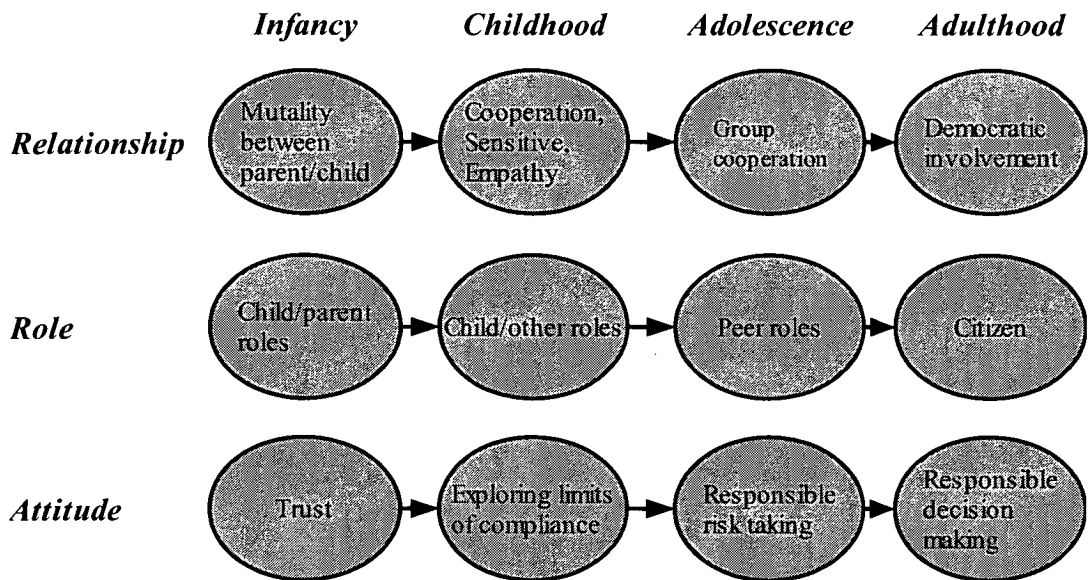 Infancy Childhood Adolescence Adulthood
Relationship
Mutality
between
parent/child
Cooperation,
Sensitive,
Empathy
Group
cooperation
Democratic
involvement
Role
Child/parent
roles
Child/other roles
Peer roles
Citizen
Attitude
Trust
Exploring limits
of compliance
Responsible
risk taking
Responsible
decision
making